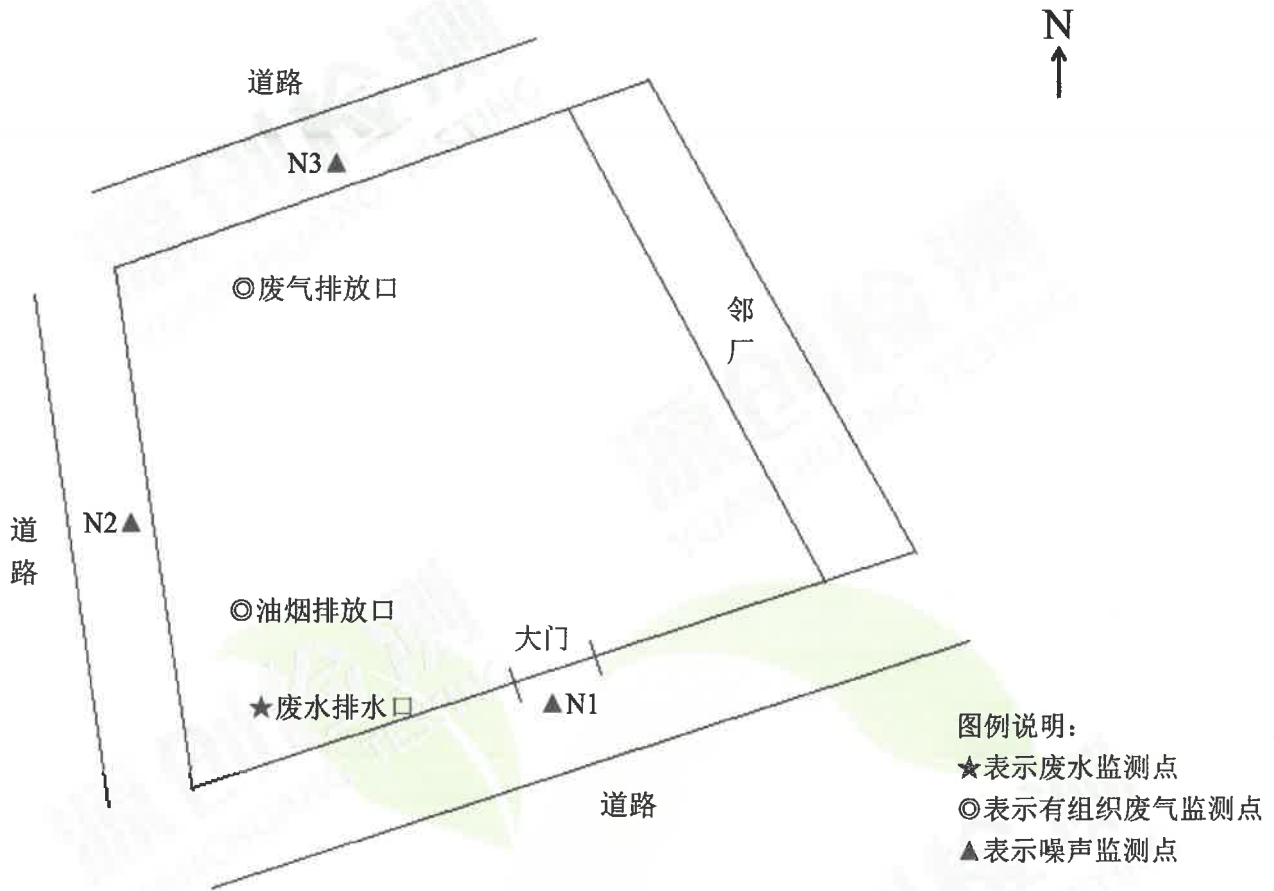 N
道路
N3▲
◎废气排放口
邻厂
道路
N2▲
◎油烟排放口
大门
★废水排水口
▲N1
道路
图例说明:
★表示废水监测点
◎表示有组织废气监测点
▲表示噪声监测点